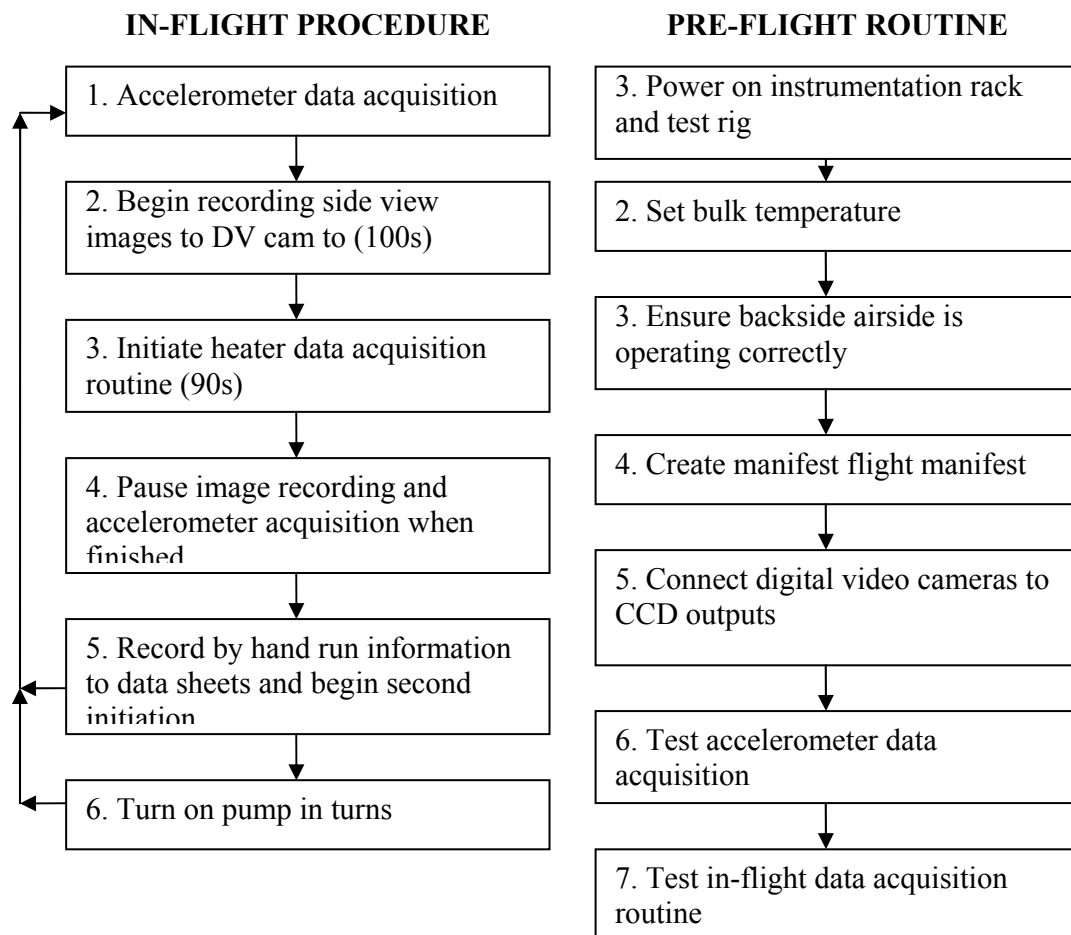 IN-FLIGHT PROCEDURE
1. Accelerometer data acquisition
2. Begin recording side view
images to DV cam to (100s)
3. Initiate heater data acquisition
routine (90s)
4. Pause image recording and
accelerometer acquisition when
finished
5. Record by hand run information
to data sheets and begin second
initiation
6. Turn on pump in turns
PRE-FLIGHT ROUTINE
3. Power on instrumentation rack
and test rig
2. Set bulk temperature
3. Ensure backside airside is
operating correctly
4. Create manifest flight manifest
5. Connect digital video cameras to
CCD outputs
6. Test accelerometer data
acquisition
7. Test in-flight data acquisition
routine